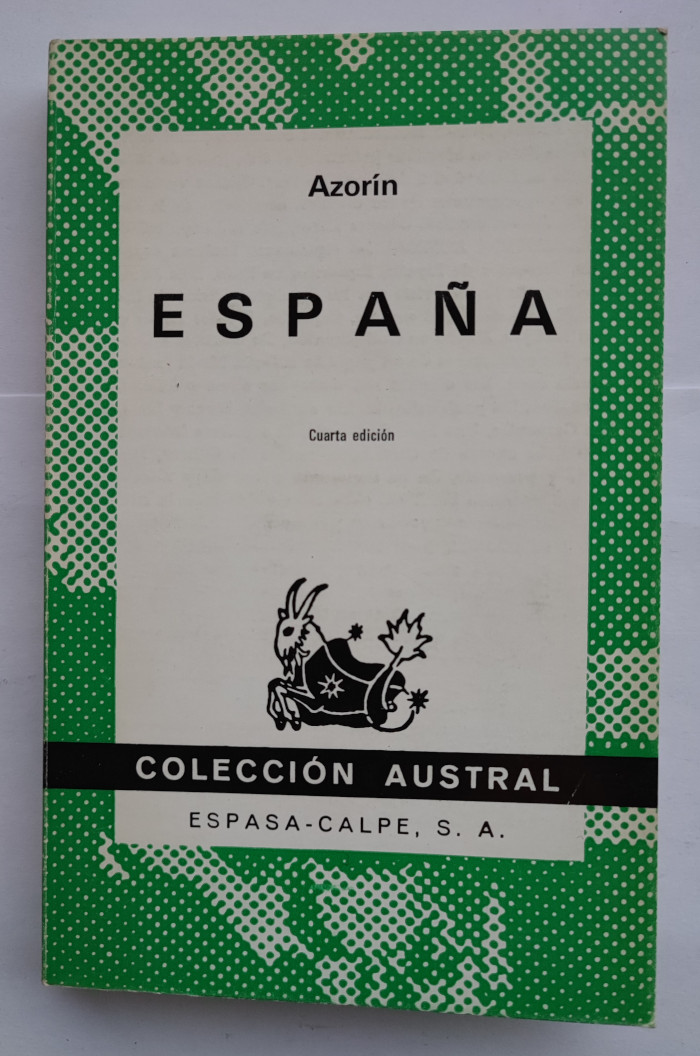 Azorín
ESPAÑA
Cuarta edición
COLECCIÓN AUSTRAL
ESPASA-CALPE, S. A.